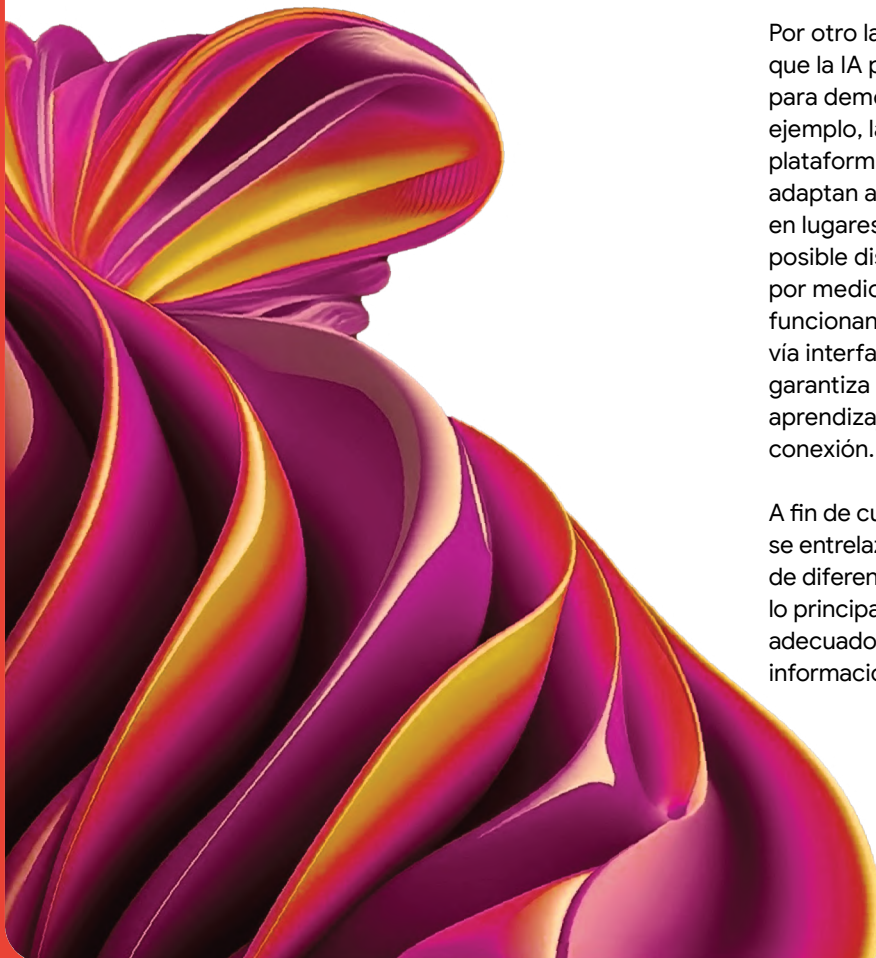 Por otro la
que la IA p
para demo
ejemplo, la
plataform
adaptan a
en lugares
posible dis
por medio
funcionan
vía interfa
garantiza
aprendiza
conexión.

A fin de cu
se entrelaz
de diferen
lo principa
adecuado
informacio